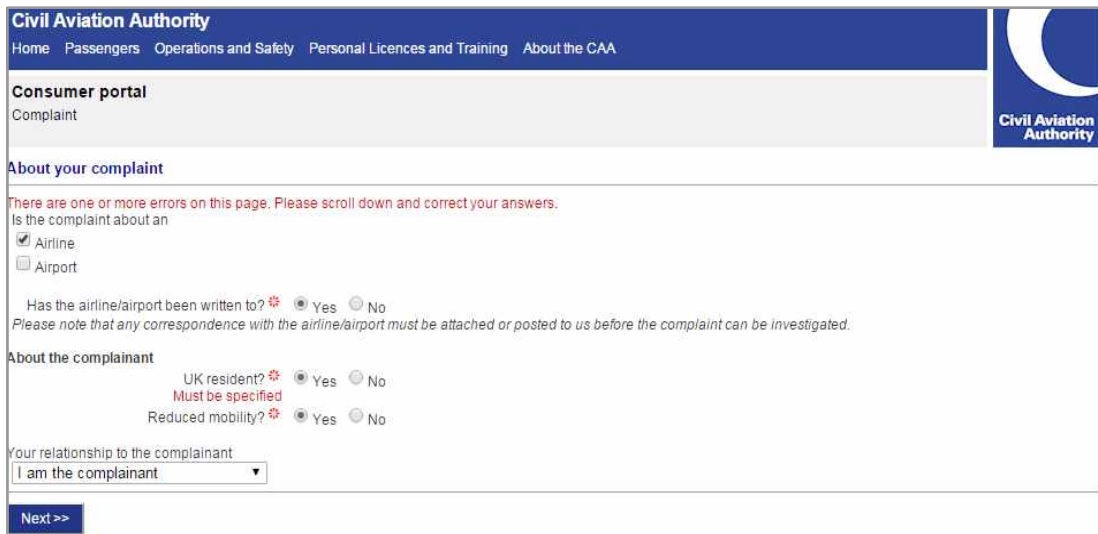 Civil Aviation Authority
Home Passengers Operations and Safety Personal Licences and Training About the CAA
Consumer portal
Complaint
Civil Aviation
Authority
About your complaint
There are one or more errors on this page. Please scroll down and correct your answers.
Is the complaint about an
Airline
Airport
Has the airline/airport been written to? Yes No
Please note that any correspondence with the airline/airport must be attached or posted to us before the complaint can be investigated.
About the complainant
UK resident? Yes No
Must be specified
Reduced mobility? Yes No
Your relationship to the complainant
I am the complainant
Next >>